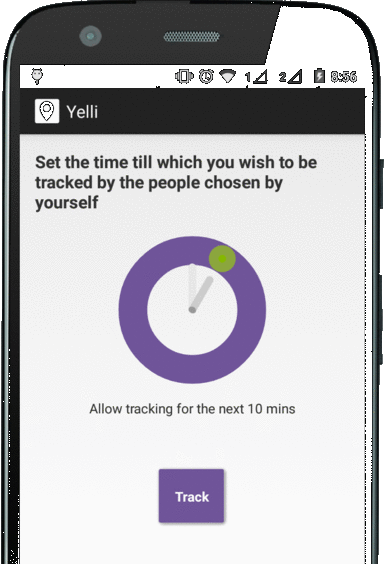 1 2 8:56
Yelli
Set the time till which you wish to be
tracked by the people chosen by
yourself
Allow tracking for the next 10 mins
Track